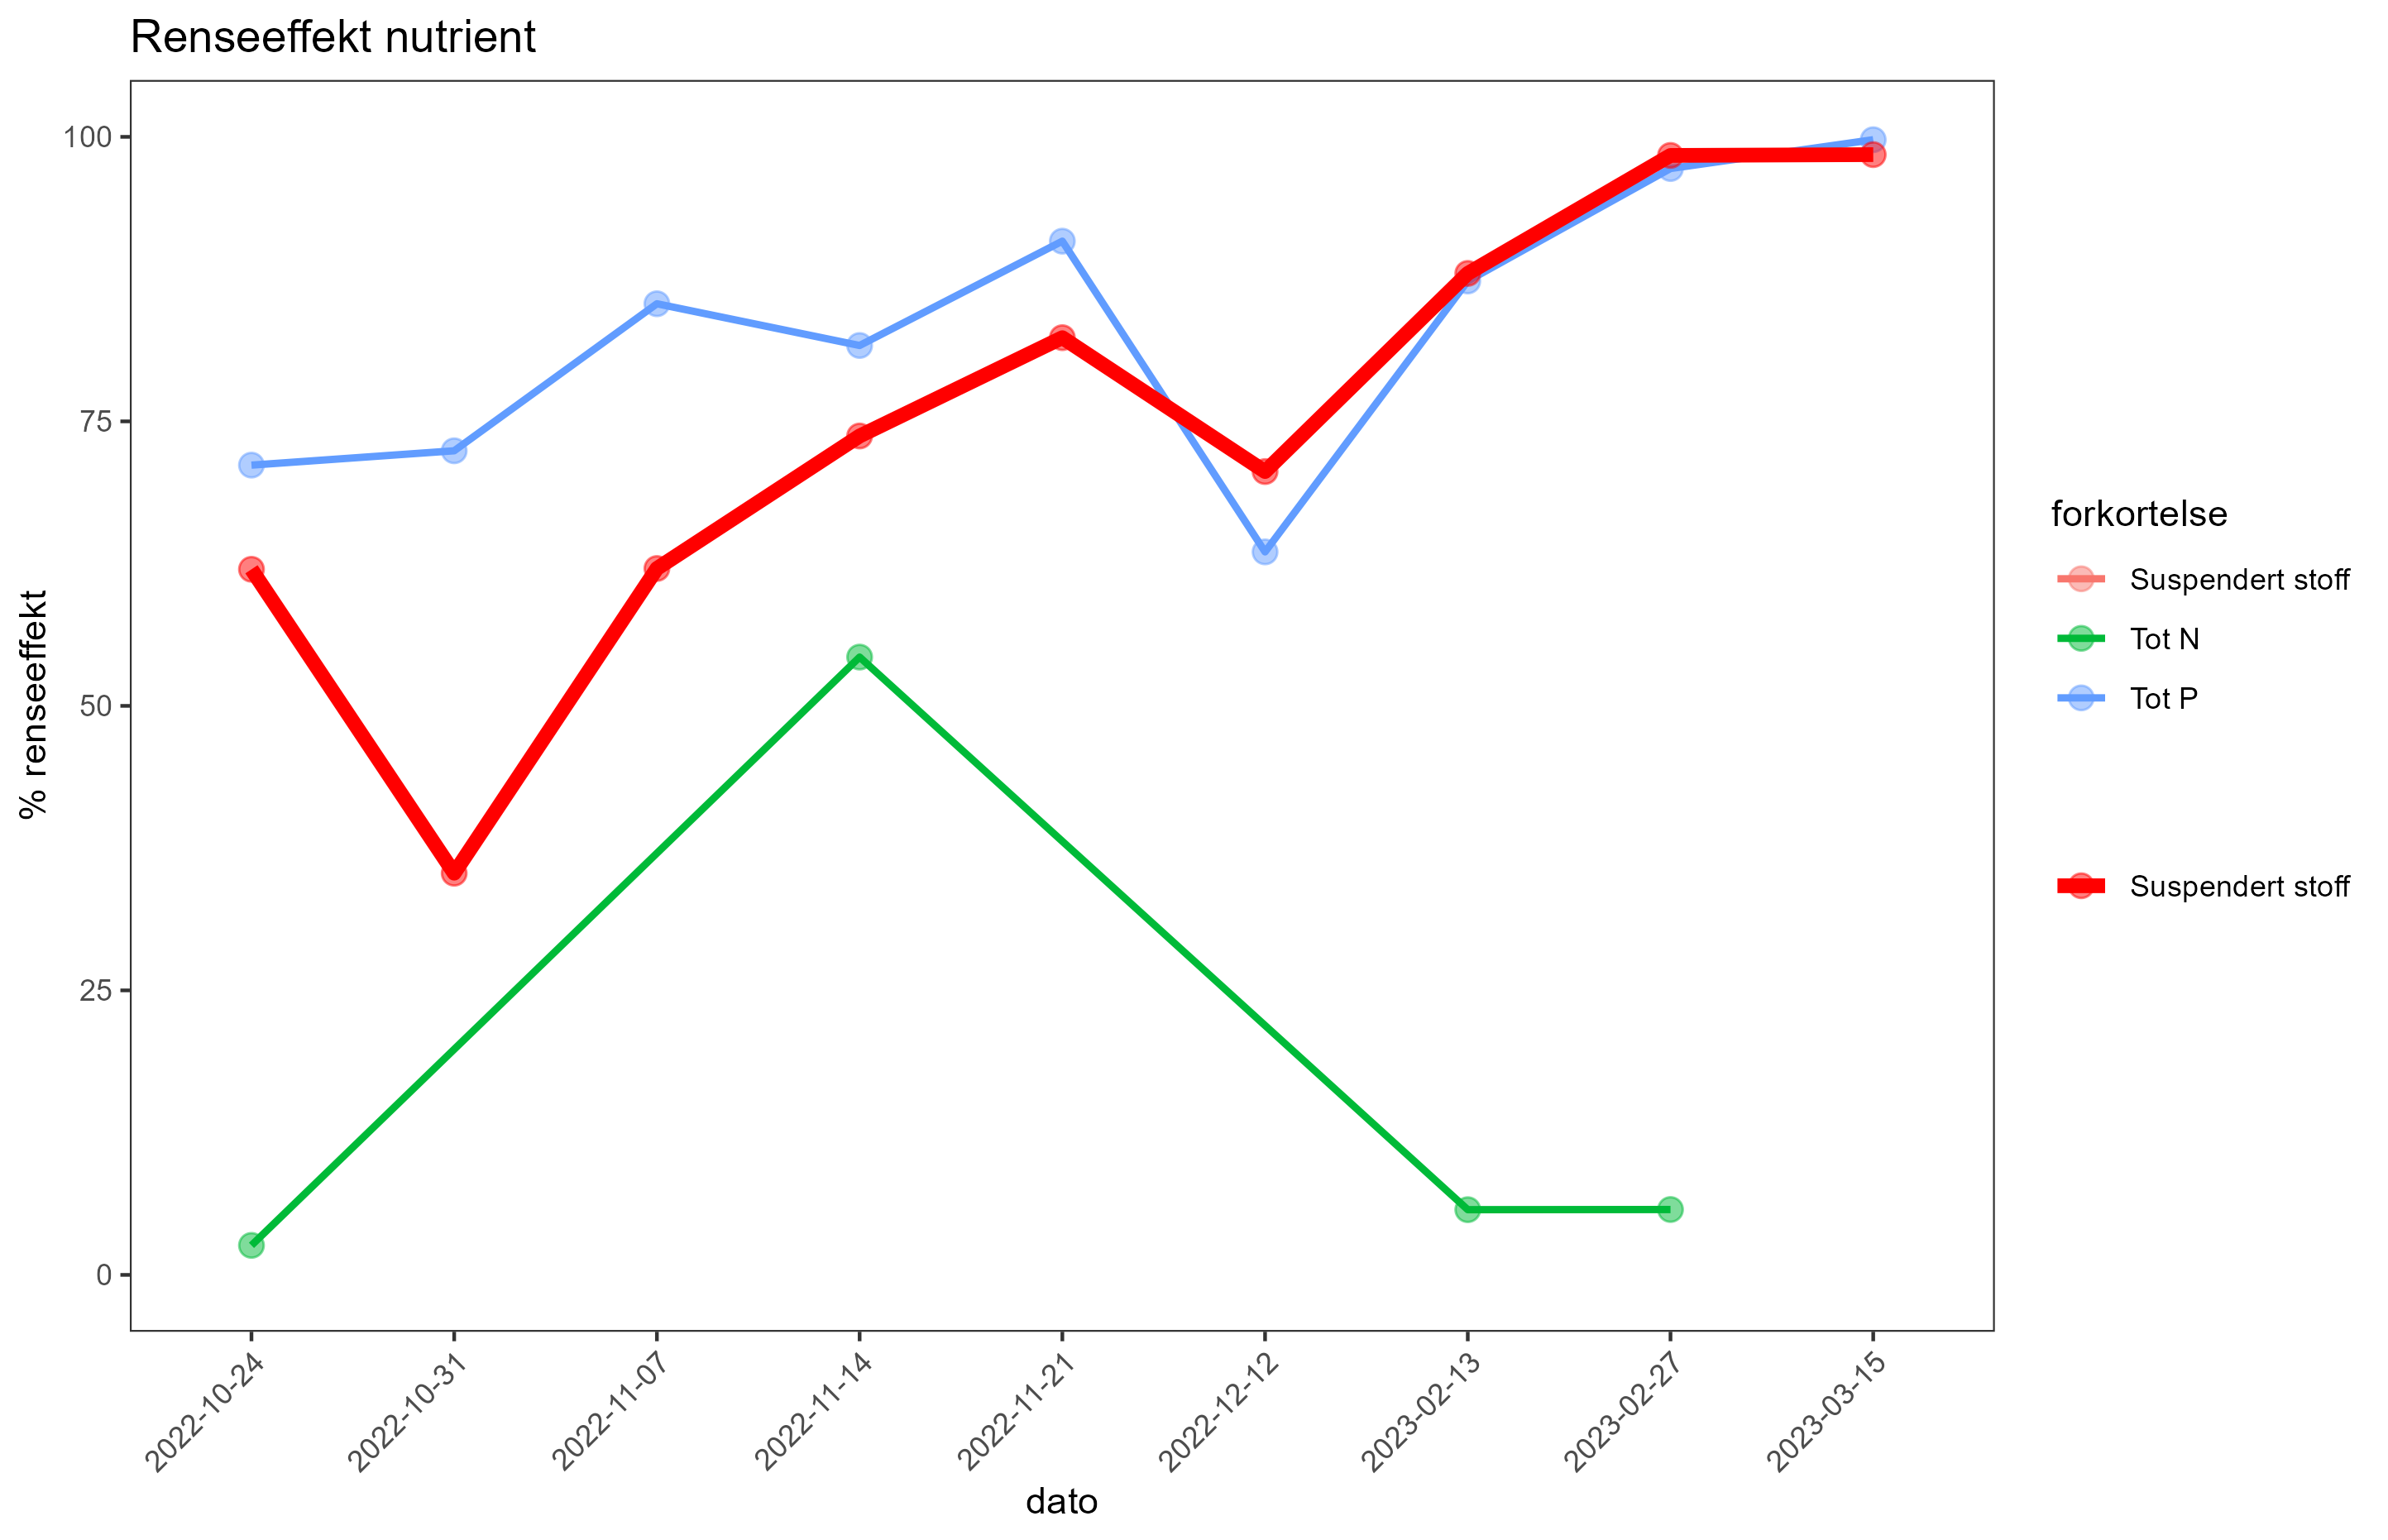 Renseeffekt nutrient
% renseeffekt
100
75
50
25
0
2022-10-24
2022-10-31
2022-11-07
2022-11-14
2022-11-21
2022-12-12
2023-02-13
2023-02-27
2023-03-15
dato
forkortelse
Suspendert stoff
Tot N
Tot P
Suspendert stoff